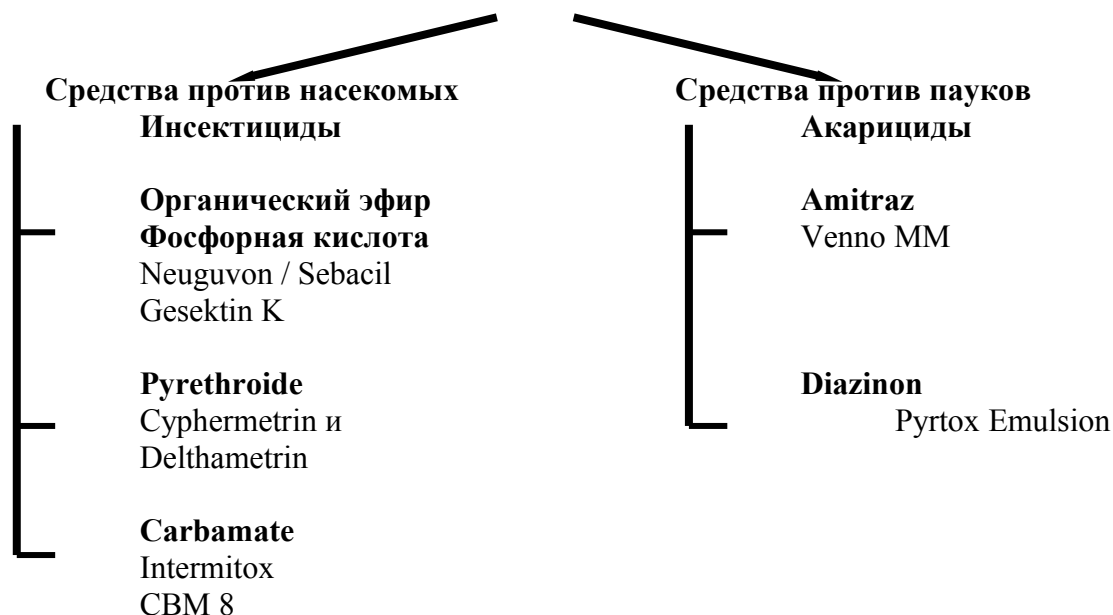 Средства против насекомых
Инсектициды
Органический эфир
Фосфорная кислота
Neuguvon / Sebacil
Gesektin K
Pyrethroide
Cyphermetrin и
Delthametrin
Carbamate
Intermitox
CBM 8
Средства против пауков
Акарициды
Amitraz
Venno MM
Diazinon
Pyrtox Emulsion